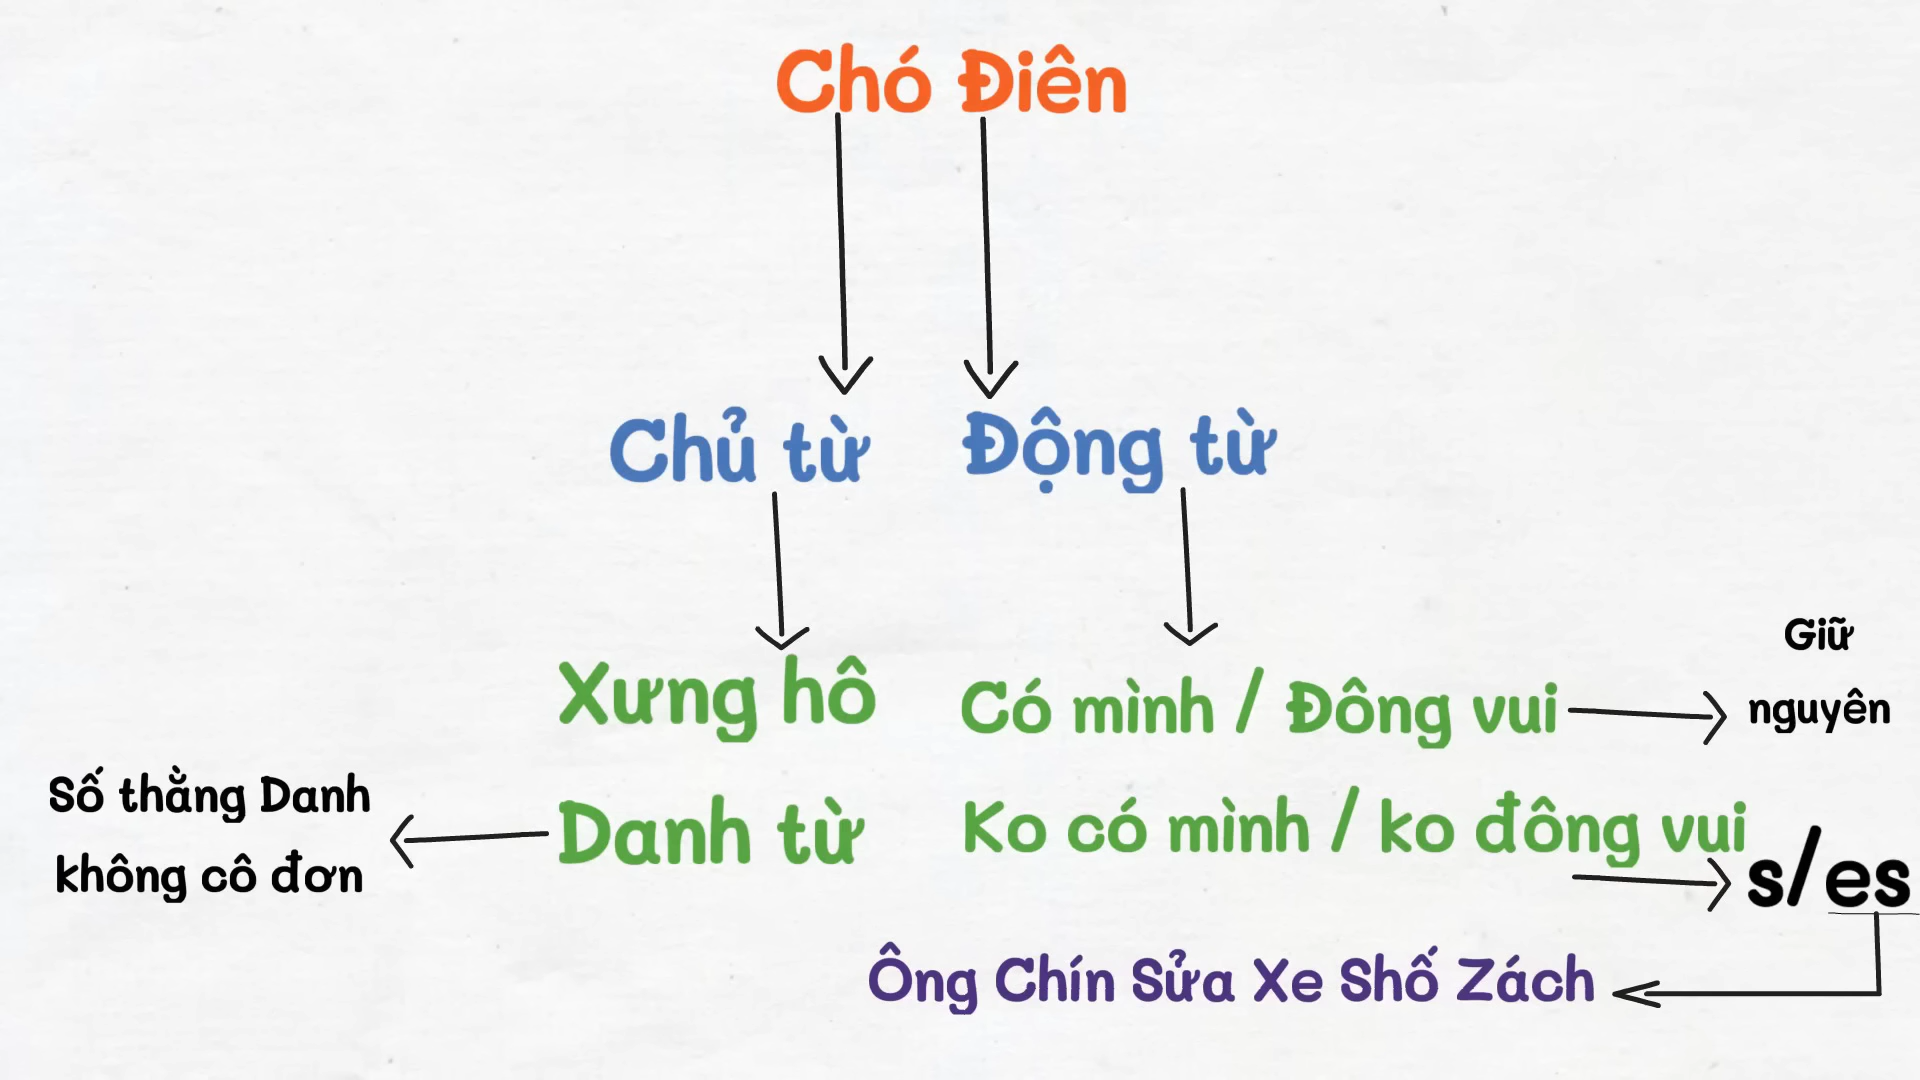 Chó Điên
Chủ từ Động từ
Xưng hô
Có mình / Đông vui
Giữ
nguyên
Số thằng Danh
không cô đơn
Danh từ
Ko có mình / ko đông vui
s/es
Ông Chín Sửa Xe Shố Zách